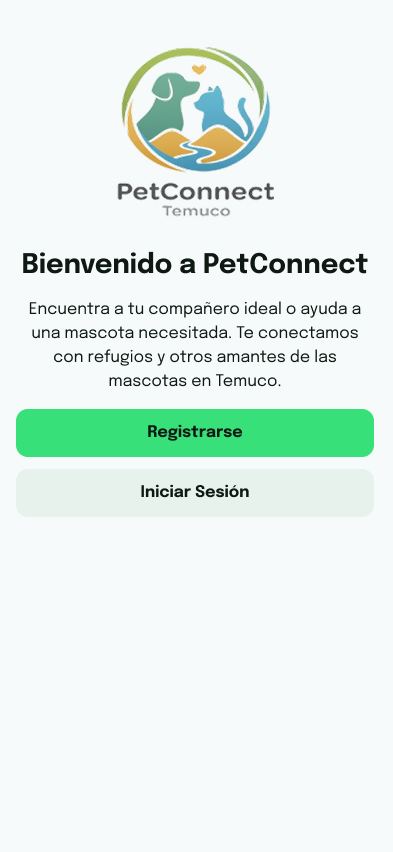 PetConnect
Temuco
Bienvenido a PetConnect
Encuentra a tu compañero ideal o ayuda a
una mascota necesitada. Te conectamos
con refugios y otros amantes de las
mascotas en Temuco.
Registrarse
Iniciar Sesión